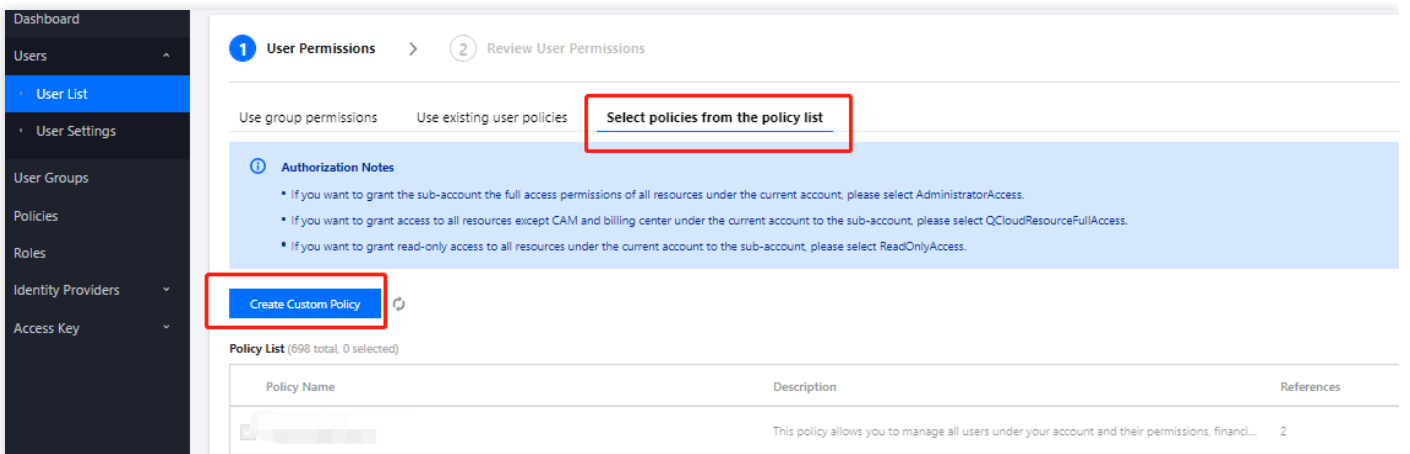 Dashboard
Users
User List
User Settings
User Groups
Policies
Roles
Identity Providers
Access Key
1 User Permissions > 2 Review User Permissions
Use group permissions Use existing user policies Select policies from the policy list
Authorization Notes
• If you want to grant the sub-account the full access permissions of all resources under the current account, please select AdministratorAccess.
• If you want to grant access to all resources except CAM and billing center under the current account to the sub-account, please select QCloudResourceFullAccess.
• If you want to grant read-only access to all resources under the current account to the sub-account, please select ReadOnlyAccess.
Create Custom Policy
Policy List (698 total, 0 selected)
Policy Name Description References
This policy allows you to manage all users under your account and their permissions, financi... 2